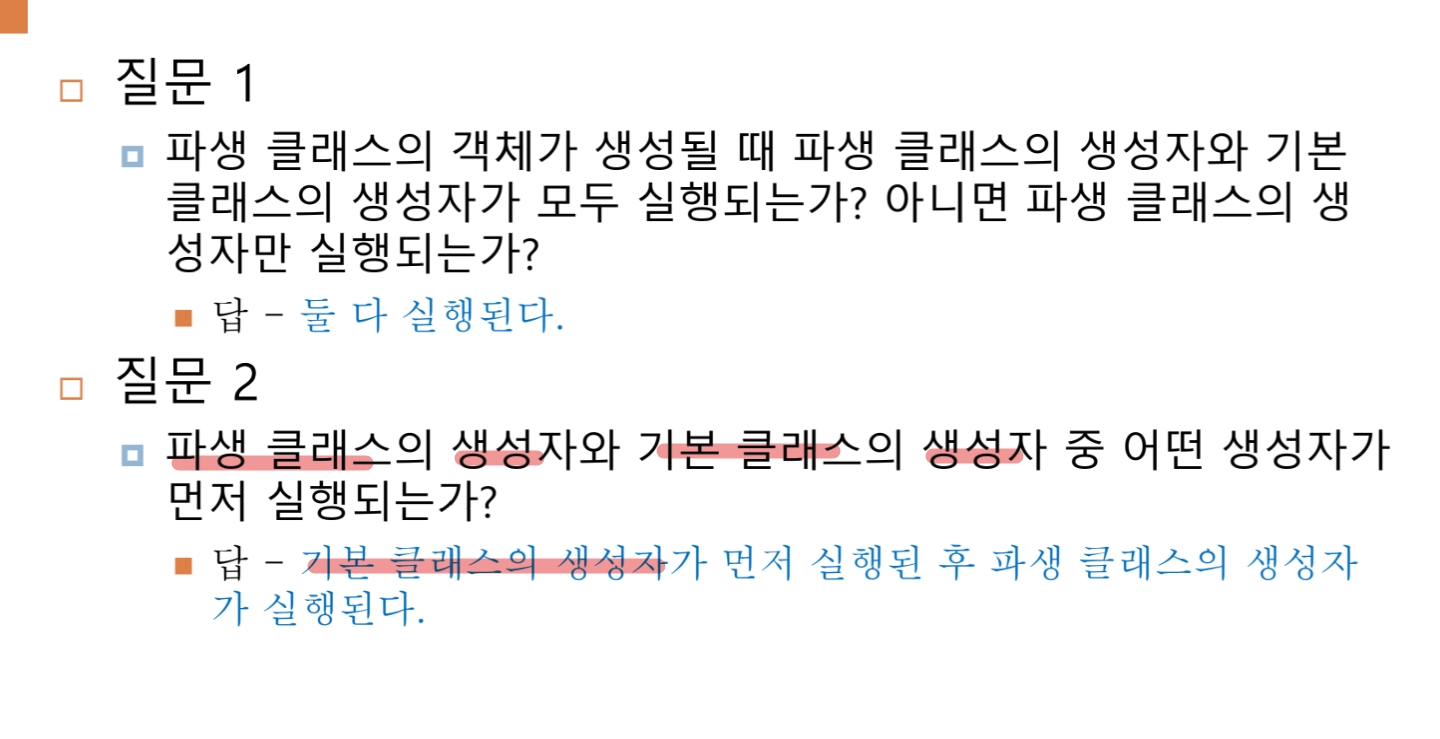 질문 1
파생 클래스의 객체가 생성될 때 파생 클래스의 생성자와 기본
클래스의 생성자가 모두 실행되는가? 아니면 파생 클래스의 생
성자만 실행되는가?
답 – 둘 다 실행된다.
질문 2
파생 클래스의 생성자와 기본 클래스의 생성자 중 어떤 생성자가
먼저 실행되는가?
답 – 기본 클래스의 생성자가 먼저 실행된 후 파생 클래스의 생성자
가 실행된다.